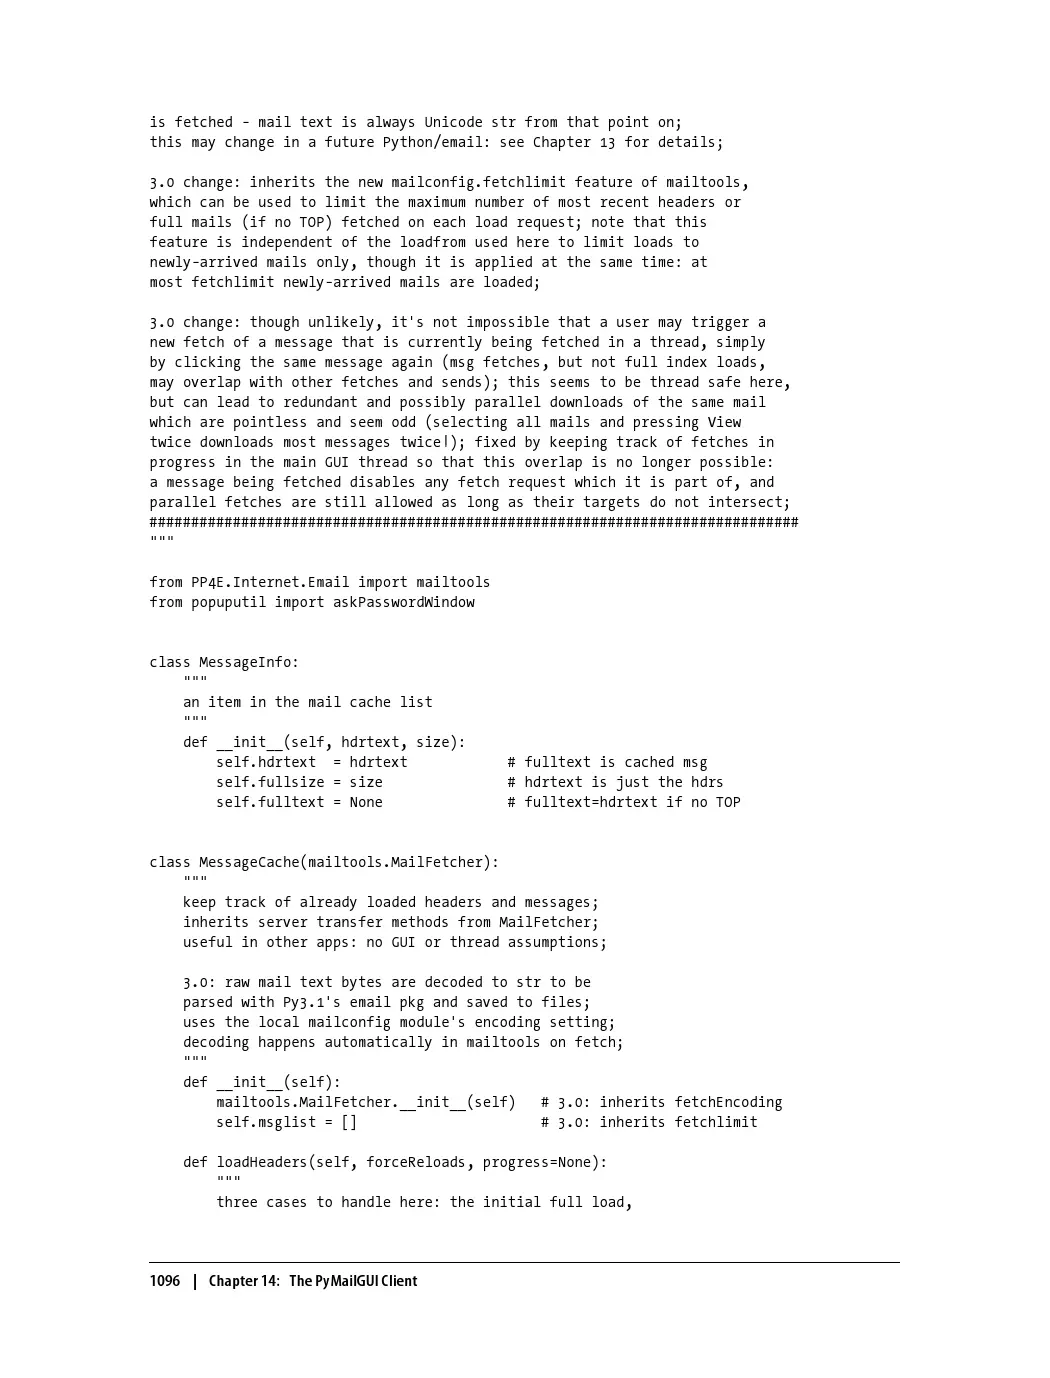 is fetched - mail text is always Unicode str from that point on;
this may change in a future Python/email: see Chapter 13 for details;

3.0 change: inherits the new mailconfig.fetchlimit feature of mailtools,
which can be used to limit the maximum number of most recent headers or
full mails (if no TOP) fetched on each load request; note that this
feature is independent of the loadfrom used here to limit loads to
newly-arrived mails only, though it is applied at the same time: at
most fetchlimit newly-arrived mails are loaded;

3.0 change: though unlikely, it's not impossible that a user may trigger a
new fetch of a message that is currently being fetched in a thread, simply
by clicking the same message again (msg fetches, but not full index loads,
may overlap with other fetches and sends); this seems to be thread safe here,
but can lead to redundant and possibly parallel downloads of the same mail
which are pointless and seem odd (selecting all mails and pressing View
twice downloads most messages twice!); fixed by keeping track of fetches in
progress in the main GUI thread so that this overlap is no longer possible:
a message being fetched disables any fetch request which it is part of, and
parallel fetches are still allowed as long as their targets do not intersect;
##############################################################################
"""

from PP4E.Internet.Email import mailtools
from popuputil import askPasswordWindow


class MessageInfo:
    """
    an item in the mail cache list
    """
    def __init__(self, hdrtext, size):
        self.hdrtext  = hdrtext            # fulltext is cached msg
        self.fullsize = size               # hdrtext is just the hdrs
        self.fulltext = None               # fulltext=hdrtext if no TOP


class MessageCache(mailtools.MailFetcher):
    """
    keep track of already loaded headers and messages;
    inherits server transfer methods from MailFetcher;
    useful in other apps: no GUI or thread assumptions;

    3.0: raw mail text bytes are decoded to str to be
    parsed with Py3.1's email pkg and saved to files;
    uses the local mailconfig module's encoding setting;
    decoding happens automatically in mailtools on fetch;
    """
    def __init__(self):
        mailtools.MailFetcher.__init__(self)   # 3.0: inherits fetchEncoding
        self.msglist = []                      # 3.0: inherits fetchlimit

    def loadHeaders(self, forceReloads, progress=None):
        """
        three cases to handle here: the initial full load,

1096 | Chapter 14: The PyMailGUI Client